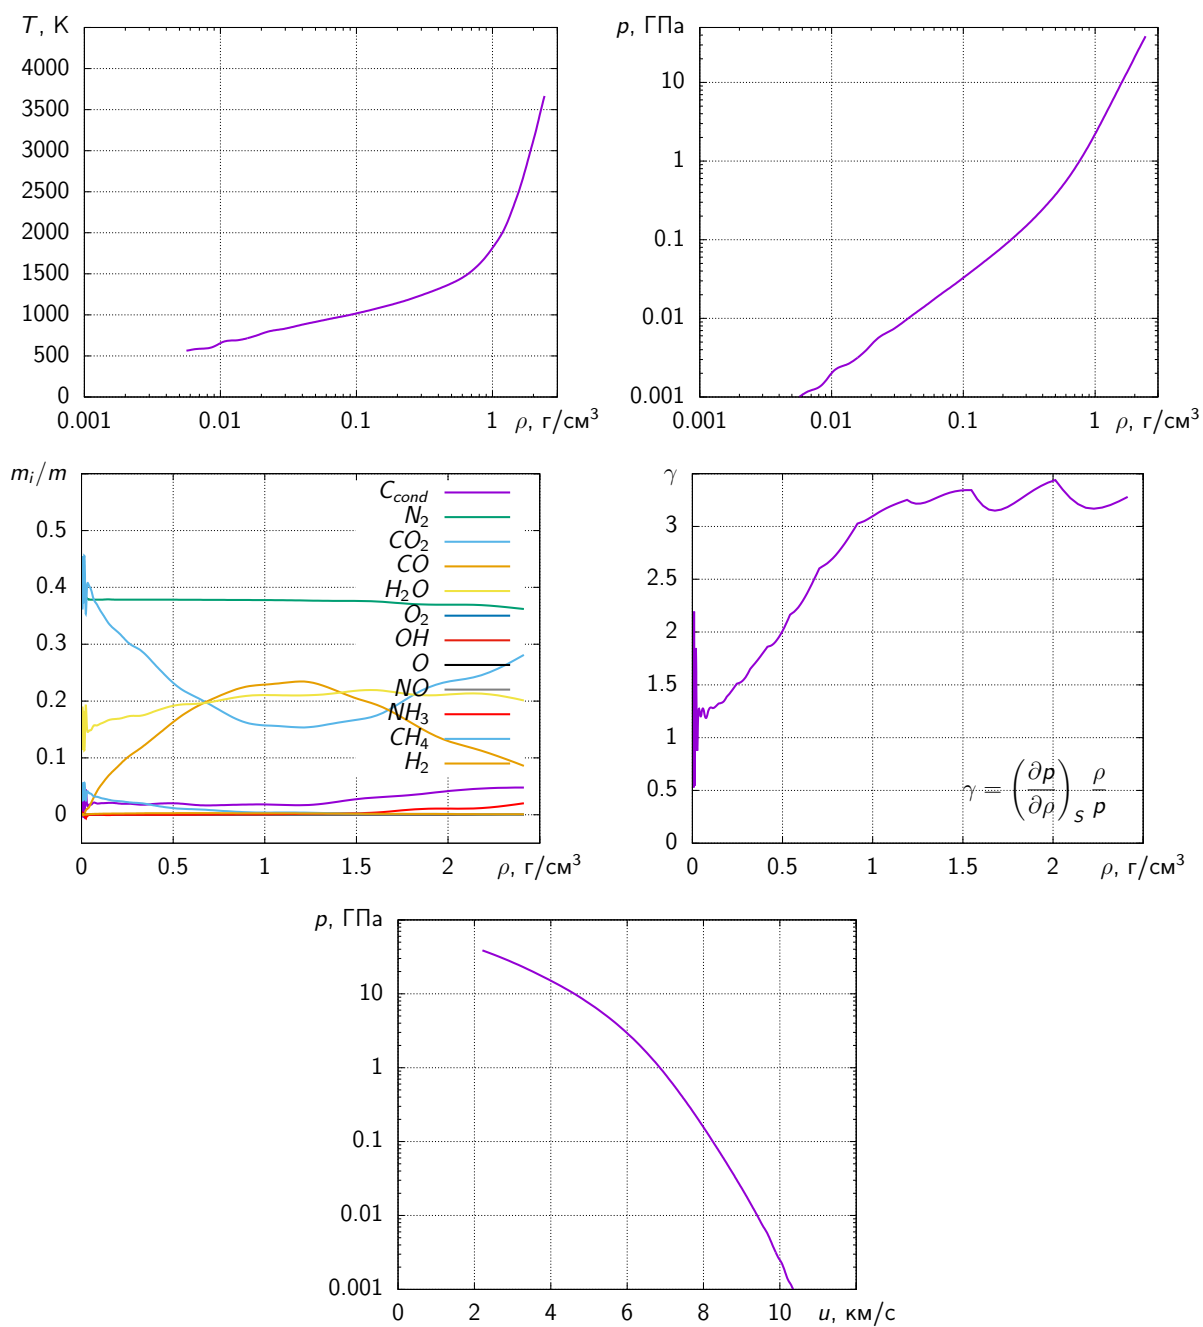 T, K
4000
3500
3000
2500
2000
1500
1000
500
0
0.001 0.01 0.1 1 ρ, г/см³
p, ГПа
10
1
0.1
0.01
0.001
0.001 0.01 0.1 1 ρ, г/см³
mᵢ/m
0.5
0.4
0.3
0.2
0.1
0
C_cond
N₂
CO₂
CO
H₂O
O₂
OH
O
NO
NH₃
CH₄
H₂
0 0.5 1 1.5 2 ρ, г/см³
γ
3.5
3
2.5
2
1.5
1
0.5
0
γ = (∂p/∂ρ)_S ρ/p
0 0.5 1 1.5 2 ρ, г/см³
p, ГПа
10
1
0.1
0.01
0.001
0 2 4 6 8 10 u, км/с